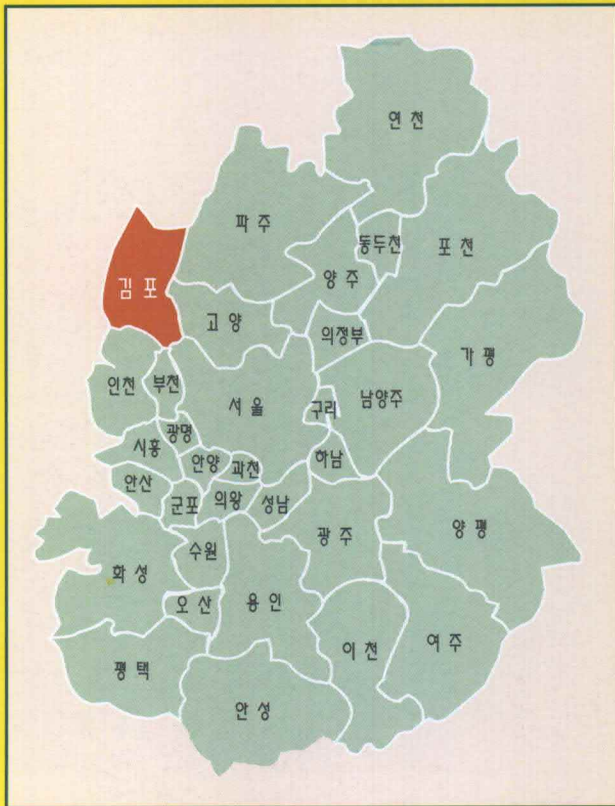 연천
파주
동두천
포천
양주
김포
고양
의정부
가평
인천
부천
서울
구리
남양주
광명
시흥
안양
과천
하남
안산
군포
의왕
성남
광주
양평
수원
화성
오산
용인
이천
여주
평택
안성